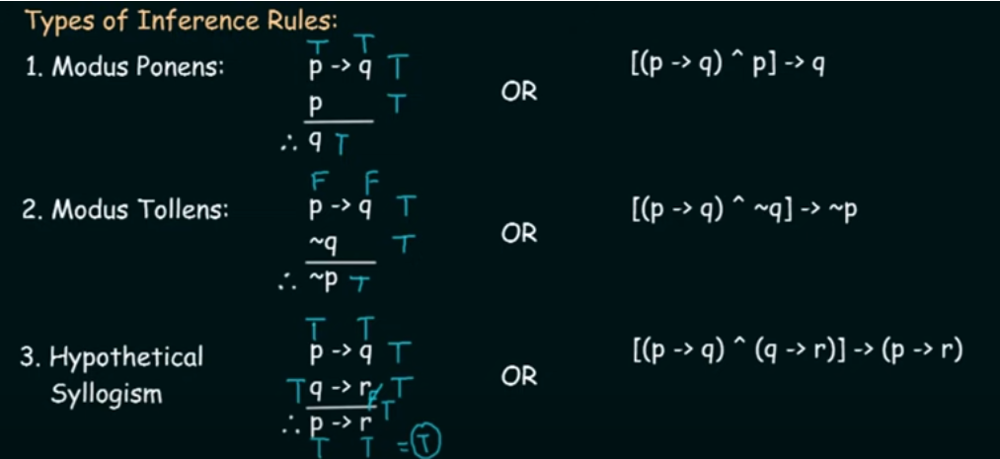 Types of Inference Rules:
T T
1. Modus Ponens: p -> q T
OR [(p -> q) ^ p] -> q
p T
∴ q T
F F
2. Modus Tollens: p -> q T
OR [(p -> q) ^ ~q] -> ~p
~q T
∴ ~p T
T T
3. Hypothetical p -> q T
Syllogism OR [(p -> q) ^ (q -> r)] -> (p -> r)
T q -> r T
T
∴ p -> r
T T = T